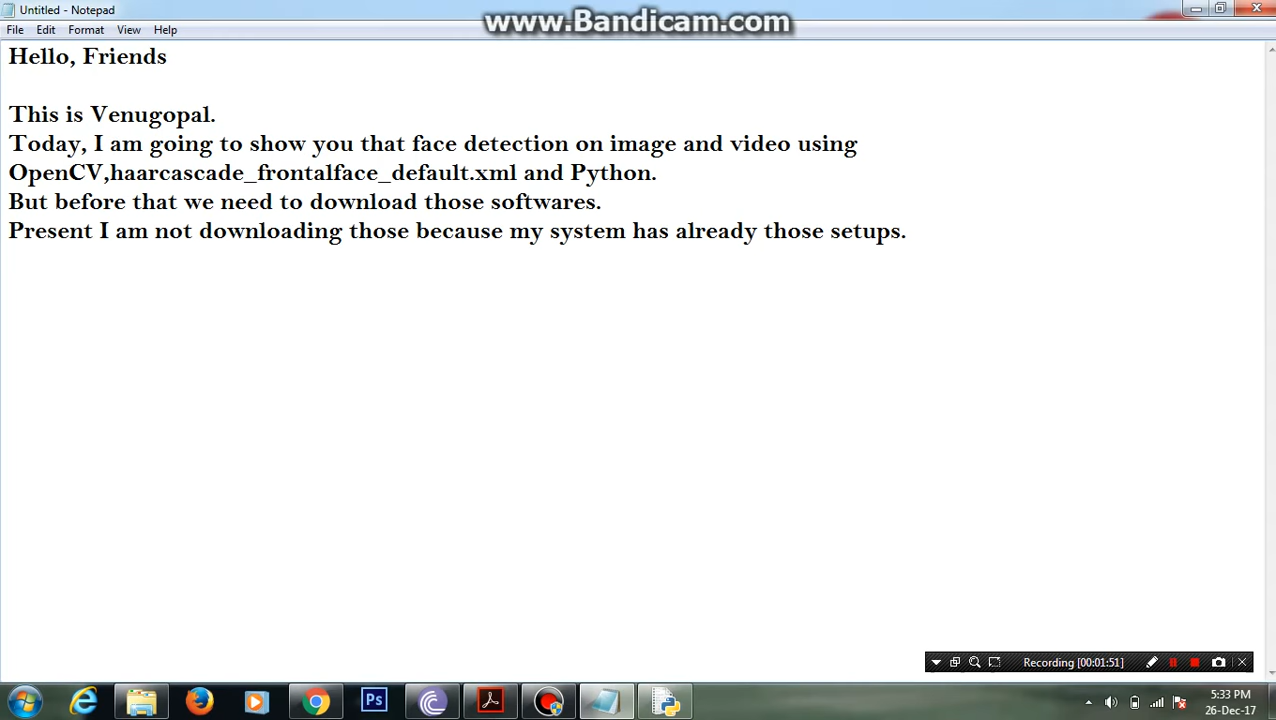 Untitled - Notepad
www.Bandicam.com
File Edit Format View Help
Hello, Friends
This is Venugopal.
Today, I am going to show you that face detection on image and video using
OpenCV,haarcascade_frontalface_default.xml and Python.
But before that we need to download those softwares.
Present I am not downloading those because my system has already those setups.
Recording [00:01:51]
Ps
5:33 PM
26-Dec-17